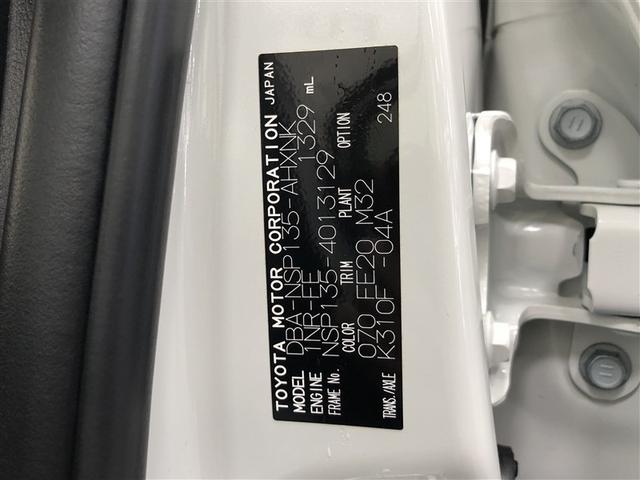 TOYOTA MOTOR CORPORATION JAPAN
MODEL DBA-NSP135-AHXNK
ENGINE 1NR-FE 1329 mL
FRAME No. NSP135-4013129
COLOR TRIM PLANT OPTION
070 FE20 M32 248
TRANS./AXLE K310F -04A